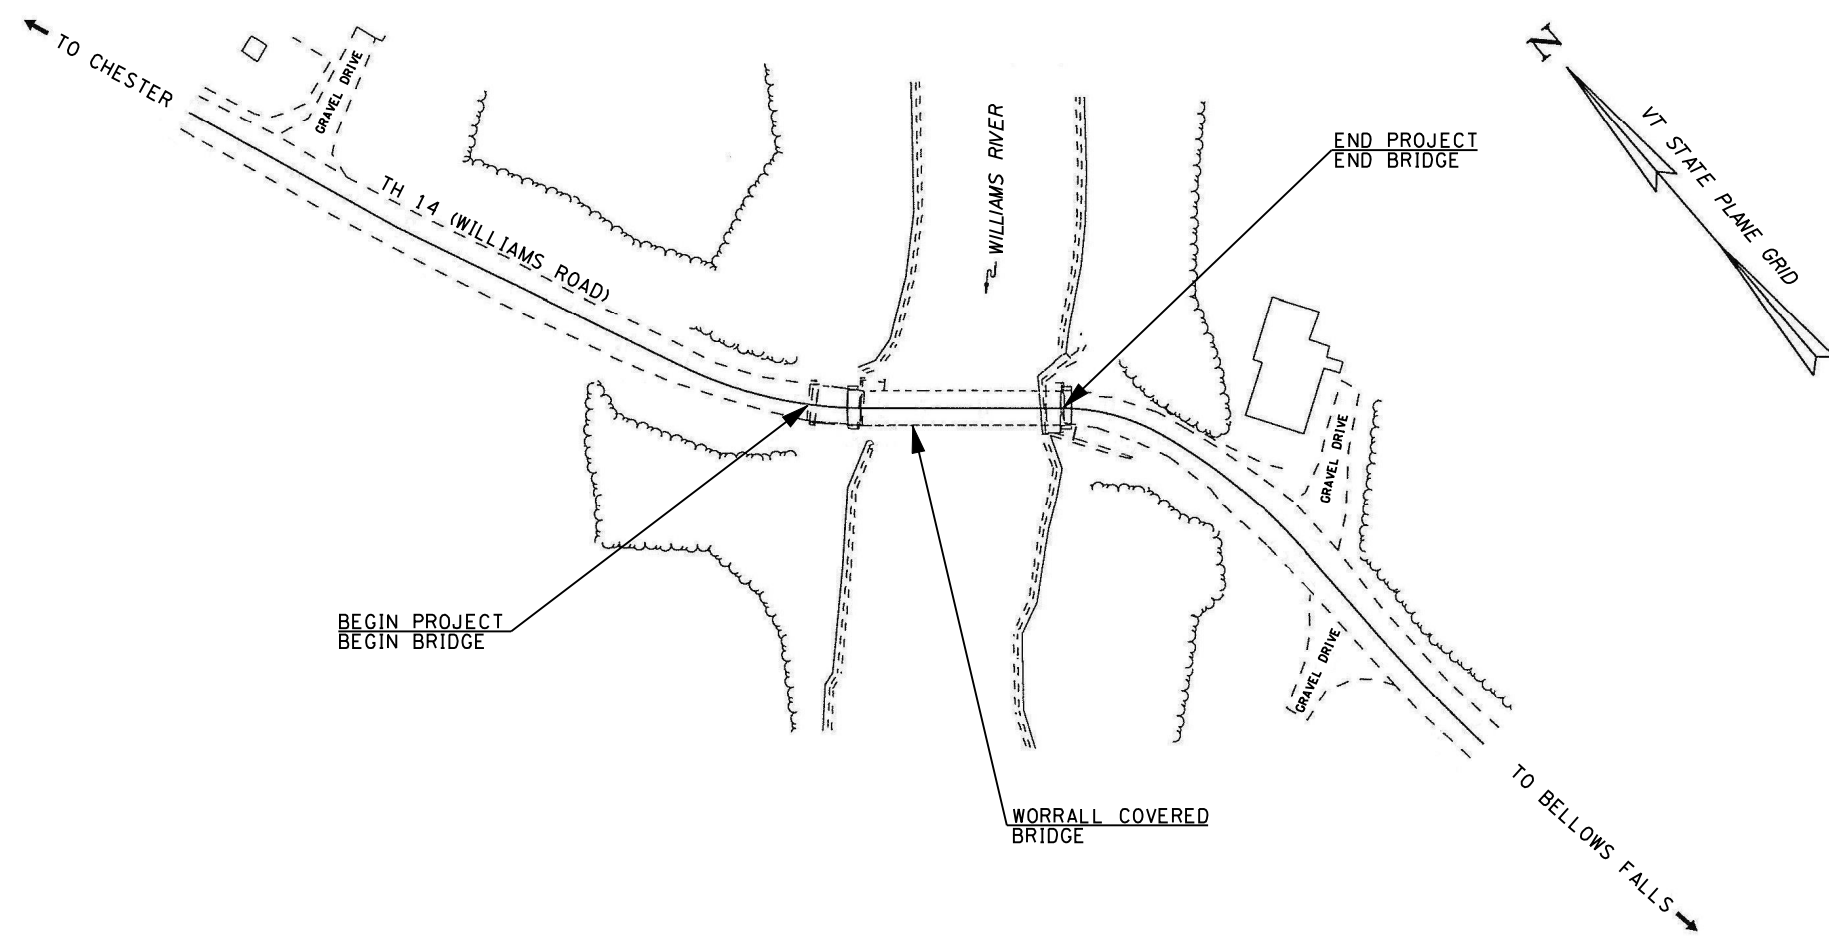 TO CHESTER
GRAVEL DRIVE
TH 14 (WILLIAMS ROAD)
WILLIAMS RIVER
END PROJECT
END BRIDGE
N
VT STATE PLANE GRID
GRAVEL DRIVE
BEGIN PROJECT
BEGIN BRIDGE
GRAVEL DRIVE
WORRALL COVERED
BRIDGE
TO BELLOWS FALLS